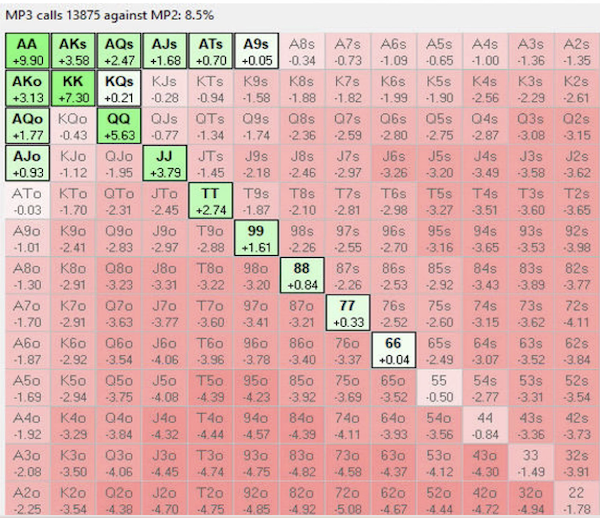 MP3 calls 13875 against MP2: 8.5%
AA AKs AQs AJs ATs A9s A8s A7s A6s A5s A4s A3s A2s
+9.90 +3.58 +2.47 +1.68 +0.70 +0.05 -0.34 -0.73 -1.09 -0.65 -1.00 -1.36 -1.35
AKo KK KQs KJs KTs K9s K8s K7s K6s K5s K4s K3s K2s
+3.13 +7.30 +0.21 -0.28 -0.94 -1.58 -1.88 -1.82 -1.99 -1.90 -2.56 -2.29 -2.61
AQo KQo QQ QJs QTs Q9s Q8s Q7s Q6s Q5s Q4s Q3s Q2s
+1.77 -0.43 +5.63 -0.77 -1.34 -1.74 -2.36 -2.59 -2.80 -2.75 -2.87 -3.08 -3.15
AJo KJo QJo JJ JTs J9s J8s J7s J6s J5s J4s J3s J2s
+0.93 -1.12 -1.95 +3.79 -1.45 -2.18 -2.46 -2.97 -3.26 -3.20 -3.49 -3.58 -3.62
ATo KTo QTo JTo TT T9s T8s T7s T6s T5s T4s T3s T2s
-0.03 -1.70 -2.31 -2.45 +2.74 -1.87 -2.10 -2.81 -2.98 -3.27 -3.51 -3.60 -3.65
A9o K9o Q9o J9o T9o 99 98s 97s 96s 95s 94s 93s 92s
-1.01 -2.41 -2.83 -2.97 -2.88 +1.61 -2.26 -2.55 -2.70 -3.16 -3.65 -3.53 -3.98
A8o K8o Q8o J8o T8o 98o 88 87s 86s 85s 84s 83s 82s
-1.30 -2.91 -3.23 -3.31 -3.22 -3.20 +0.84 -2.26 -2.53 -2.92 -3.43 -3.89 -3.77
A7o K7o Q7o J7o T7o 97o 87o 77 76s 75s 74s 73s 72s
-1.70 -2.91 -3.63 -3.77 -3.60 -3.41 -3.21 +0.33 -2.52 -2.60 -3.15 -3.62 -4.11
A6o K6o Q6o J6o T6o 96o 86o 76o 66 65s 64s 63s 62s
-1.87 -2.92 -3.54 -4.06 -3.96 -3.78 -3.40 -3.37 +0.04 -2.49 -3.07 -3.52 -3.84
A5o K5o Q5o J5o T5o 95o 85o 75o 65o 55 54s 53s 52s
-1.69 -2.94 -3.75 -4.08 -4.39 -4.23 -3.92 -3.69 -3.52 -0.50 -2.77 -3.31 -3.54
A4o K4o Q4o J4o T4o 94o 84o 74o 64o 54o 44 43s 42s
-1.92 -3.29 -3.84 -4.32 -4.44 -4.57 -4.39 -4.11 -3.93 -3.56 -0.84 -3.36 -3.73
A3o K3o Q3o J3o T3o 93o 83o 73o 63o 53o 43o 33 32s
-2.08 -3.50 -4.06 -4.45 -4.74 -4.75 -4.82 -4.58 -4.37 -4.12 -4.30 -1.49 -3.91
A2o K2o Q2o J2o T2o 92o 82o 72o 62o 52o 42o 32o 22
-2.25 -3.54 -4.38 -4.70 -4.75 -4.85 -4.92 -5.08 -4.67 -4.44 -4.72 -4.94 -1.78